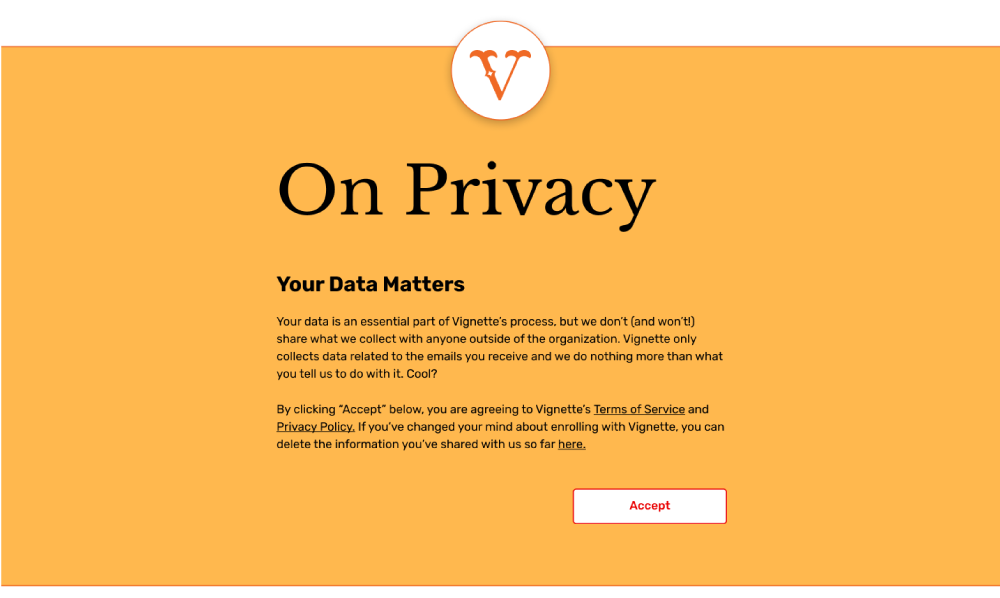 V
On Privacy
Your Data Matters
Your data is an essential part of Vignette’s process, but we don’t (and won’t!)
share what we collect with anyone outside of the organization. Vignette only
collects data related to the emails you receive and we do nothing more than what
you tell us to do with it. Cool?
By clicking “Accept” below, you are agreeing to Vignette’s Terms of Service and
Privacy Policy. If you’ve changed your mind about enrolling with Vignette, you can
delete the information you’ve shared with us so far here.
Accept